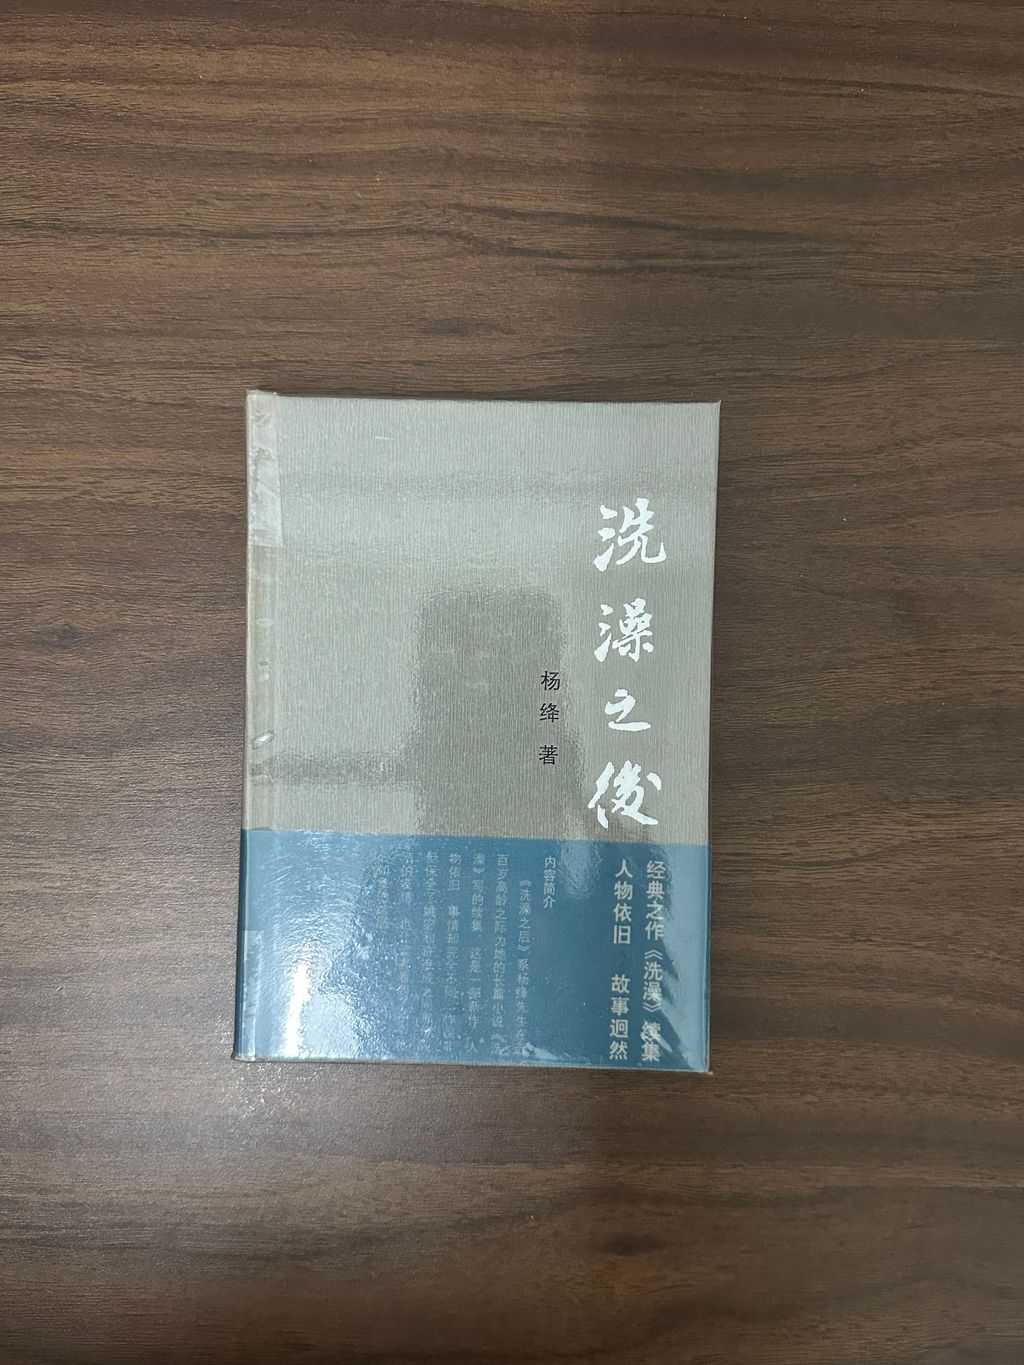 洗澡之後
杨绛 著
经典之作《洗澡》续集
人物依旧 故事迥然
内容简介
《洗澡之后》系杨绛先生
百岁高龄之际为她的长篇小说《洗
澡》写的续集 这是一部新作 人
物依旧 事情却完全不同